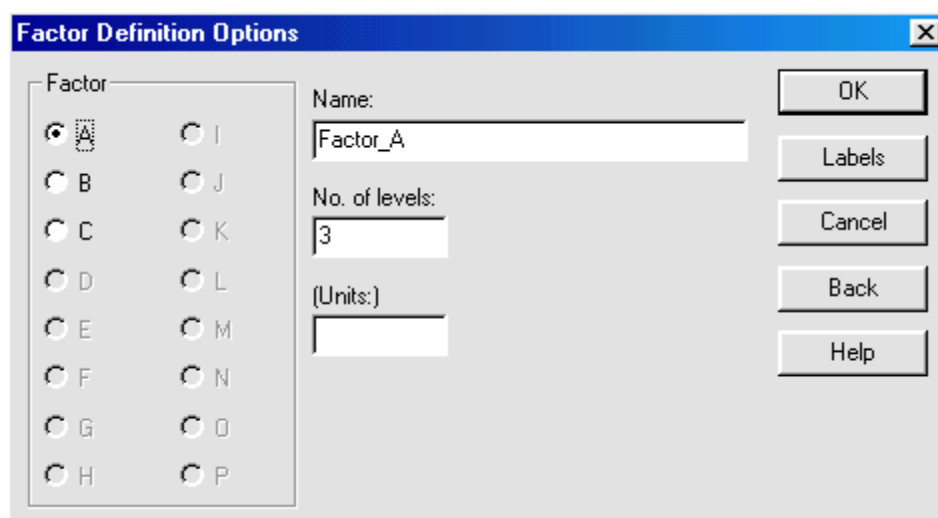 Factor Definition Options
Factor
A
I
B
J
C
K
D
L
E
M
F
N
G
O
H
P
Name:
Factor_A
No. of levels:
3
(Units:)
OK
Labels
Cancel
Back
Help